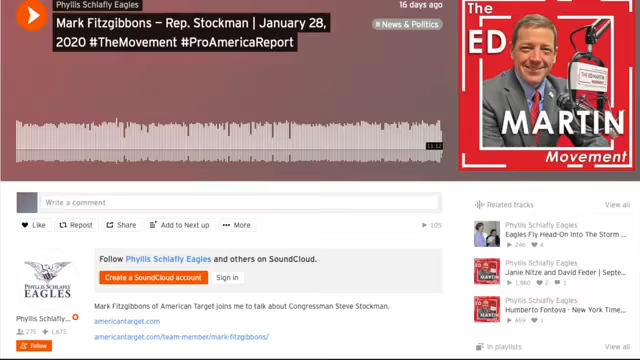 Phyllis Schlafly Eagles
16 days ago
Mark Fitzgibbons – Rep. Stockman | January 28,
2020 #TheMovement #ProAmericaReport
# News & Politics
11:12
The
ED
MARTIN
Movement
THE ED MARTIN
MOVEMENT
Write a comment
Like
Repost
Share
Add to Next up
More
105
Follow Phyllis Schlafly Eagles and others on SoundCloud.
Create a SoundCloud account
Sign in
PHYLLIS SCHLAFLY
EAGLES
Phyllis Schlafly...
275
1,675
Follow
Mark Fitzgibbons of American Target joins me to talk about Congressman Steve Stockman.
americantarget.com
americantarget.com/team-member/mark-fitzgibbons/
Related tracks
View all
Phyllis Schlafly Eagles
Eagles Fly Head-On Into The Storm ...
246
4
Phyllis Schlafly Eagles
Janie Nitze and David Feder | Septe...
1,860
2
1
Phyllis Schlafly Eagles
Humberto Fontova - New York Time...
659
1
In playlists
View all